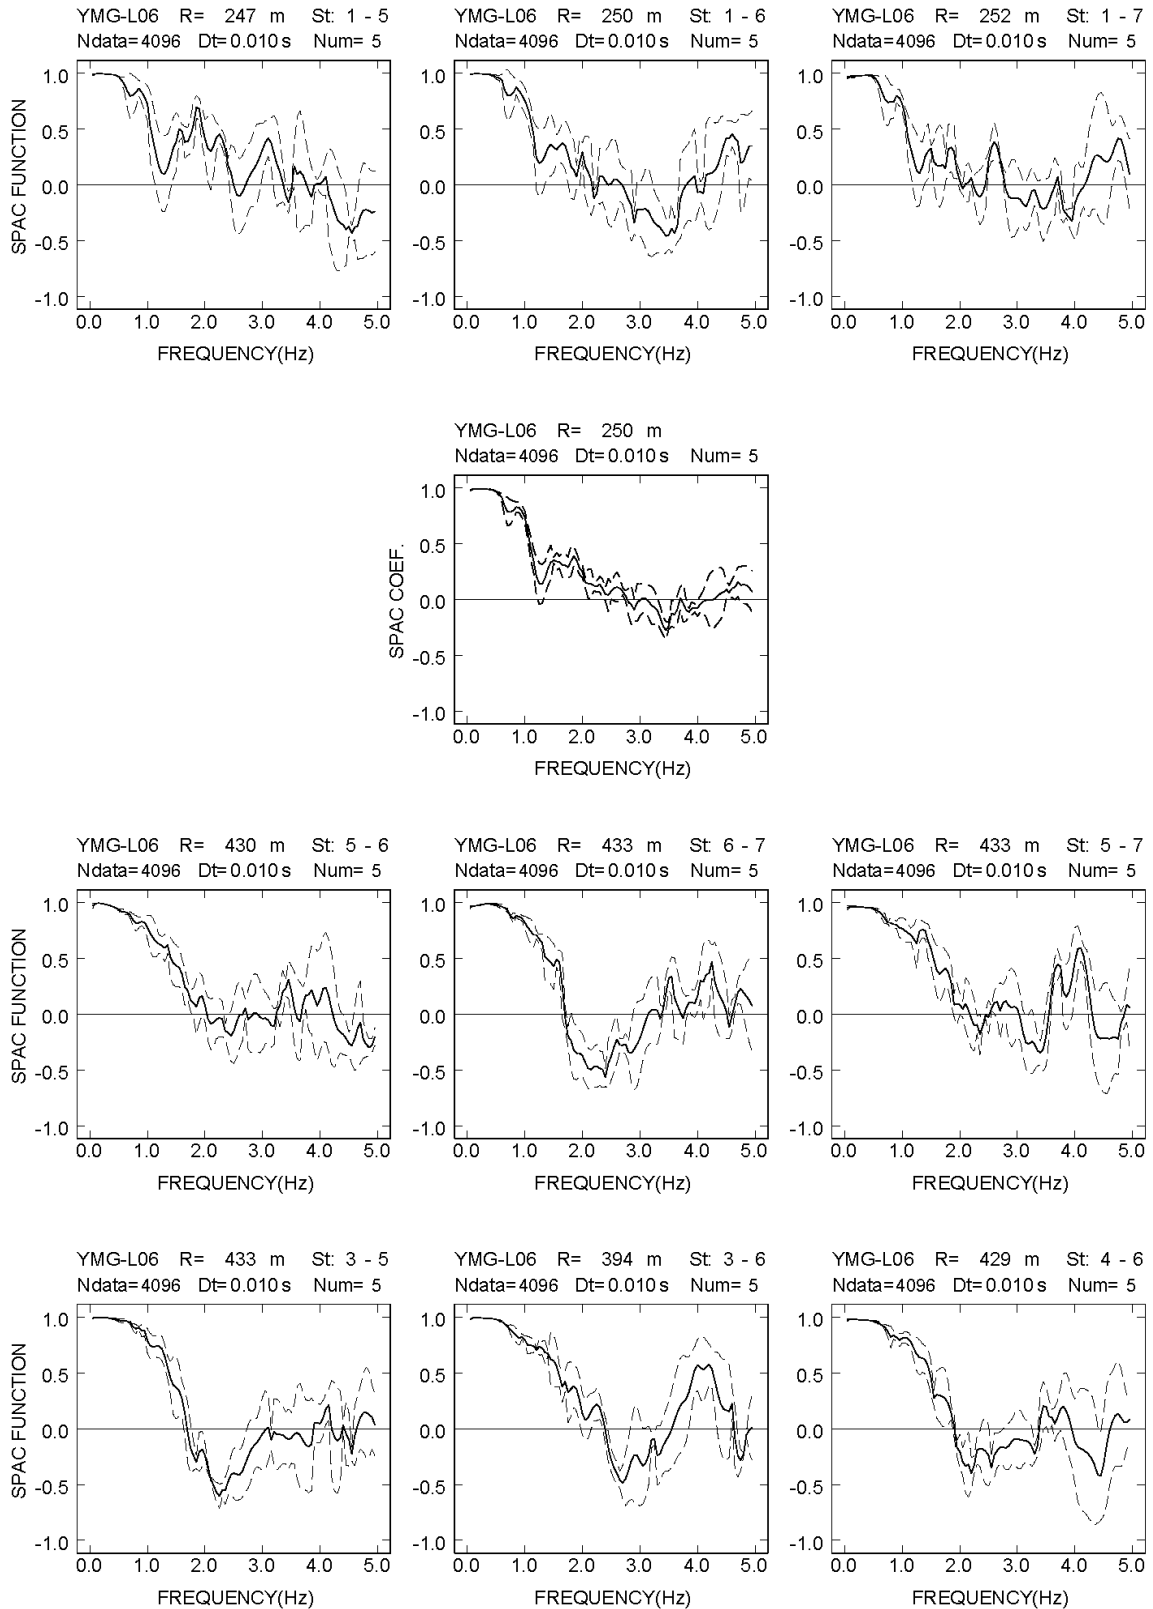 YMG-L06 R= 247 m St: 1 - 5
Ndata=4096 Dt=0.010 s Num= 5
1.0
0.5
0.0
-0.5
-1.0
SPAC FUNCTION
0.0 1.0 2.0 3.0 4.0 5.0
FREQUENCY(Hz)
YMG-L06 R= 250 m St: 1 - 6
Ndata=4096 Dt=0.010 s Num= 5
1.0
0.5
0.0
-0.5
-1.0
0.0 1.0 2.0 3.0 4.0 5.0
FREQUENCY(Hz)
YMG-L06 R= 252 m St: 1 - 7
Ndata=4096 Dt=0.010 s Num= 5
1.0
0.5
0.0
-0.5
-1.0
0.0 1.0 2.0 3.0 4.0 5.0
FREQUENCY(Hz)
YMG-L06 R= 250 m
Ndata=4096 Dt=0.010 s Num= 5
1.0
0.5
0.0
-0.5
-1.0
SPAC COEF.
0.0 1.0 2.0 3.0 4.0 5.0
FREQUENCY(Hz)
YMG-L06 R= 430 m St: 5 - 6
Ndata=4096 Dt=0.010 s Num= 5
1.0
0.5
0.0
-0.5
-1.0
SPAC FUNCTION
0.0 1.0 2.0 3.0 4.0 5.0
FREQUENCY(Hz)
YMG-L06 R= 433 m St: 6 - 7
Ndata=4096 Dt=0.010 s Num= 5
1.0
0.5
0.0
-0.5
-1.0
0.0 1.0 2.0 3.0 4.0 5.0
FREQUENCY(Hz)
YMG-L06 R= 433 m St: 5 - 7
Ndata=4096 Dt=0.010 s Num= 5
1.0
0.5
0.0
-0.5
-1.0
0.0 1.0 2.0 3.0 4.0 5.0
FREQUENCY(Hz)
YMG-L06 R= 433 m St: 3 - 5
Ndata=4096 Dt=0.010 s Num= 5
1.0
0.5
0.0
-0.5
-1.0
SPAC FUNCTION
0.0 1.0 2.0 3.0 4.0 5.0
FREQUENCY(Hz)
YMG-L06 R= 394 m St: 3 - 6
Ndata=4096 Dt=0.010 s Num= 5
1.0
0.5
0.0
-0.5
-1.0
0.0 1.0 2.0 3.0 4.0 5.0
FREQUENCY(Hz)
YMG-L06 R= 429 m St: 4 - 6
Ndata=4096 Dt=0.010 s Num= 5
1.0
0.5
0.0
-0.5
-1.0
0.0 1.0 2.0 3.0 4.0 5.0
FREQUENCY(Hz)